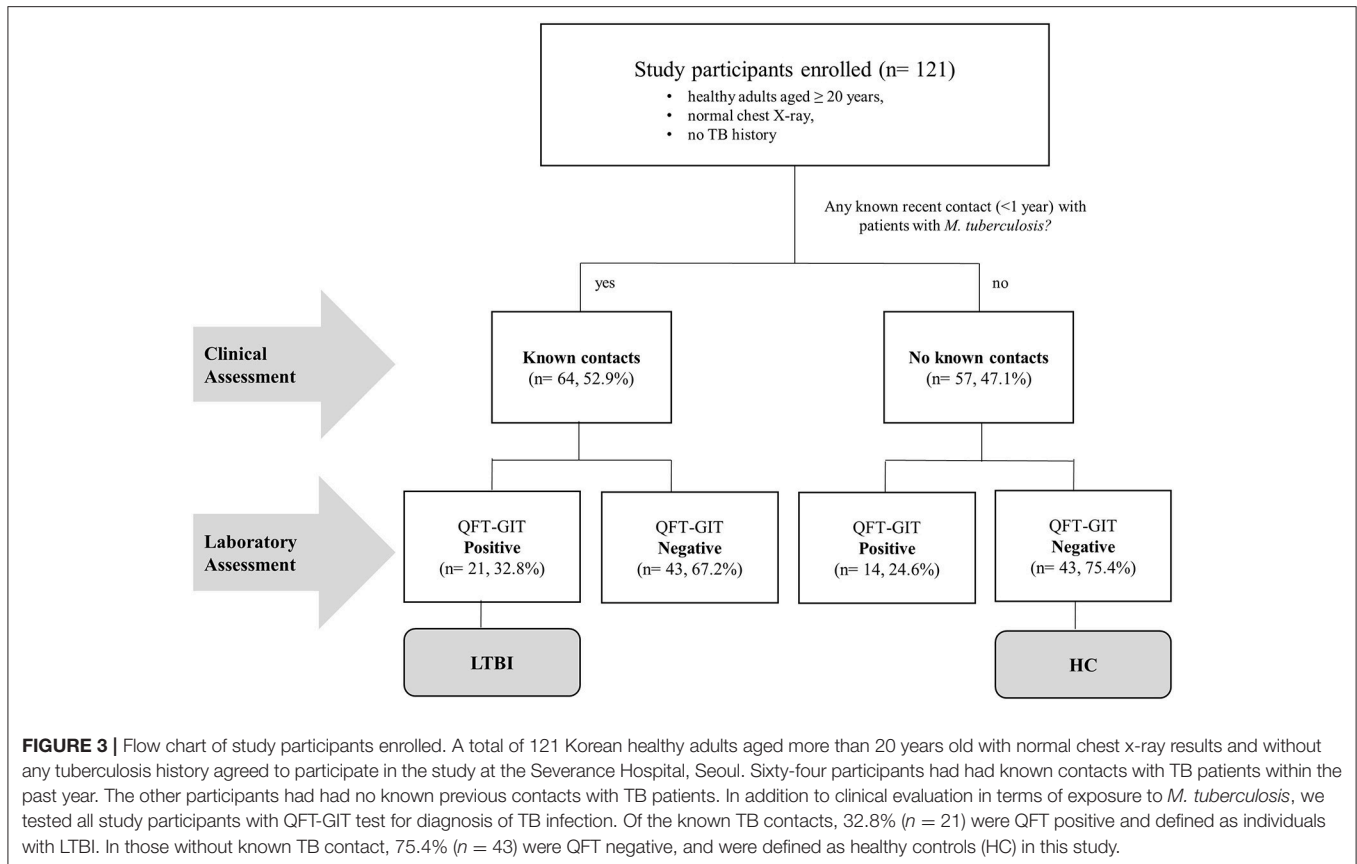 Study participants enrolled (n= 121)
• healthy adults aged ≥ 20 years,
• normal chest X-ray,
• no TB history
Any known recent contact (<1 year) with
patients with M. tuberculosis?
yes
no
Clinical
Assessment
Known contacts
(n= 64, 52.9%)
No known contacts
(n= 57, 47.1%)
Laboratory
Assessment
QFT-GIT
Positive
(n= 21, 32.8%)
QFT-GIT
Negative
(n= 43, 67.2%)
QFT-GIT
Positive
(n= 14, 24.6%)
QFT-GIT
Negative
(n= 43, 75.4%)
LTBI
HC
FIGURE 3 | Flow chart of study participants enrolled. A total of 121 Korean healthy adults aged more than 20 years old with normal chest x-ray results and without
any tuberculosis history agreed to participate in the study at the Severance Hospital, Seoul. Sixty-four participants had had known contacts with TB patients within the
past year. The other participants had had no known previous contacts with TB patients. In addition to clinical evaluation in terms of exposure to M. tuberculosis, we
tested all study participants with QFT-GIT test for diagnosis of TB infection. Of the known TB contacts, 32.8% (n = 21) were QFT positive and defined as individuals
with LTBI. In those without known TB contact, 75.4% (n = 43) were QFT negative, and were defined as healthy controls (HC) in this study.